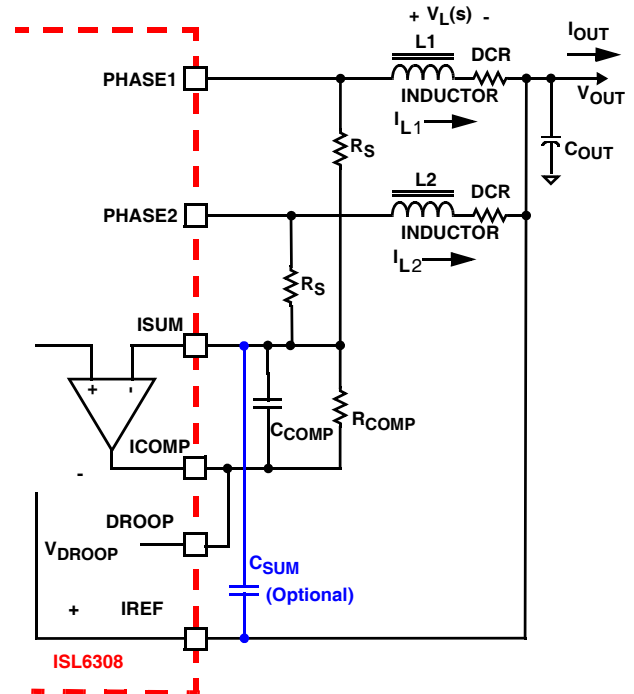 + VL(s) -
IOUT
L1
DCR
PHASE1
INDUCTOR
VOUT
IL1
COUT
RS
L2
DCR
PHASE2
INDUCTOR
IL2
RS
ISUM
+ -
CCOMP
RCOMP
ICOMP
-
DROOP
VDROOP
CSUM
(Optional)
+ IREF
ISL6308